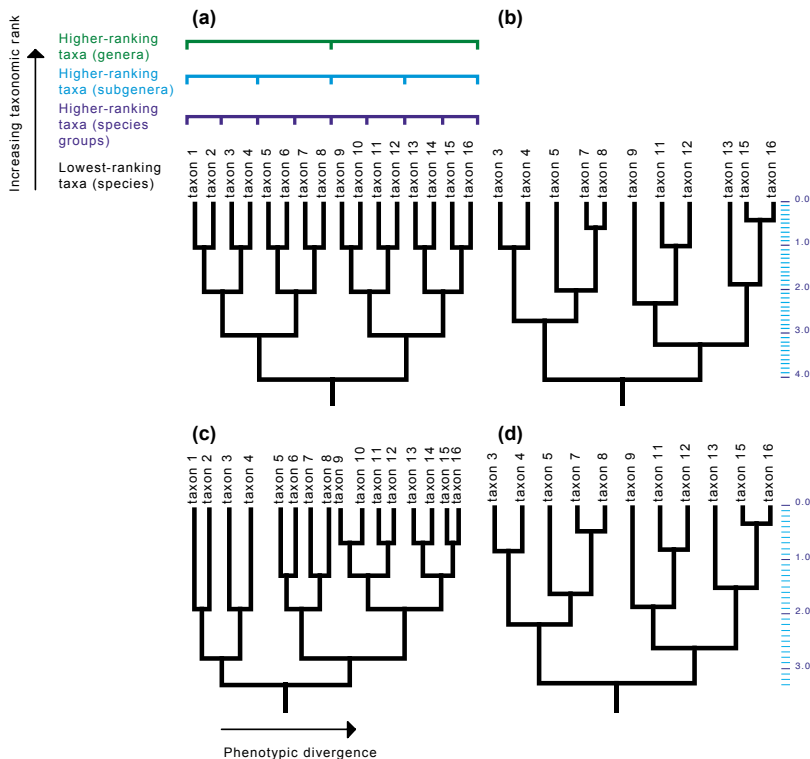 (a)
(b)
Increasing taxonomic rank
Higher-ranking
taxa (genera)
Higher-ranking
taxa (subgenera)
Higher-ranking
taxa (species
groups)
Lowest-ranking
taxa (species)
taxon 1
taxon 2
taxon 3
taxon 4
taxon 5
taxon 6
taxon 7
taxon 8
taxon 9
taxon 10
taxon 11
taxon 12
taxon 13
taxon 14
taxon 15
taxon 16
taxon 3
taxon 4
taxon 5
taxon 7
taxon 8
taxon 9
taxon 11
taxon 12
taxon 13
taxon 15
taxon 16
0.0
1.0
2.0
3.0
4.0
(c)
(d)
taxon 1
taxon 2
taxon 3
taxon 4
taxon 5
taxon 6
taxon 7
taxon 8
taxon 9
taxon 10
taxon 11
taxon 12
taxon 13
taxon 14
taxon 15
taxon 16
taxon 3
taxon 4
taxon 5
taxon 7
taxon 8
taxon 9
taxon 11
taxon 12
taxon 13
taxon 15
taxon 16
0.0
1.0
2.0
3.0
Phenotypic divergence